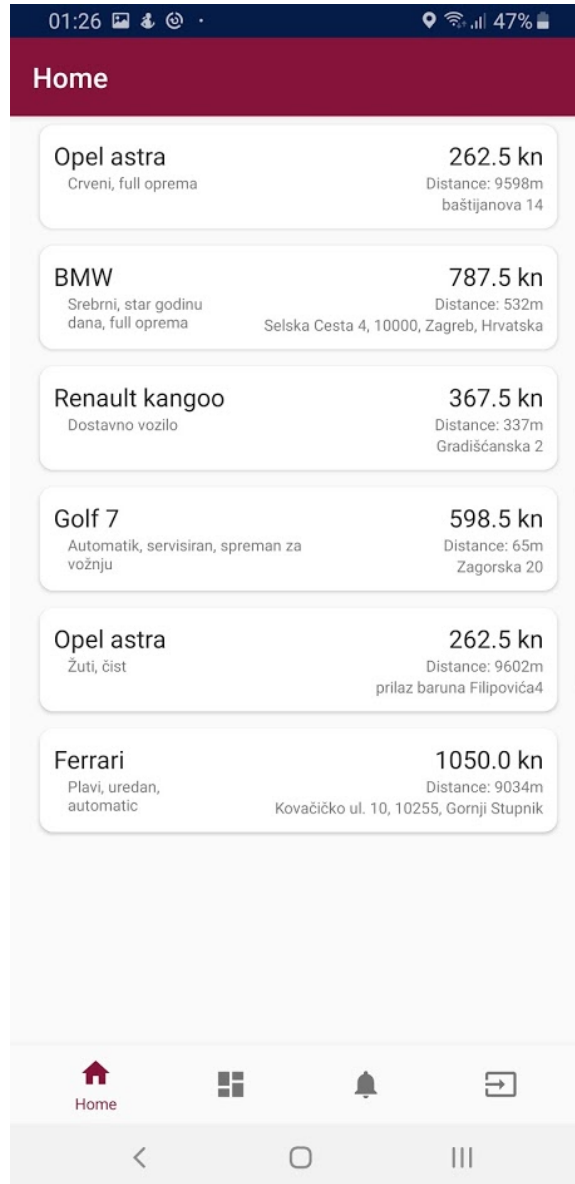 01:26 47%
Home
Opel astra 262.5 kn
Crveni, full oprema Distance: 9598m
baštijanova 14
BMW 787.5 kn
Srebrni, star godinu Distance: 532m
dana, full oprema Selska Cesta 4, 10000, Zagreb, Hrvatska
Renault kangoo 367.5 kn
Dostavno vozilo Distance: 337m
Gradišćanska 2
Golf 7 598.5 kn
Automatik, servisiran, spreman za Distance: 65m
vožnju Zagorska 20
Opel astra 262.5 kn
Žuti, čist Distance: 9602m
prilaz baruna Filipovića4
Ferrari 1050.0 kn
Plavi, uredan, Distance: 9034m
automatic Kovačičko ul. 10, 10255, Gornji Stupnik
Home